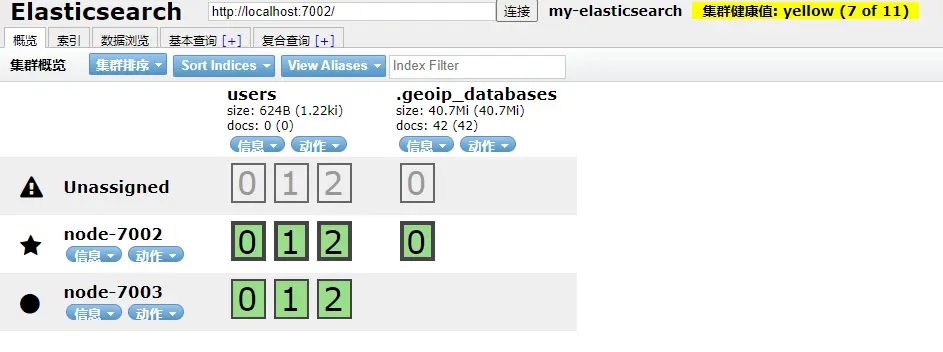 Elasticsearch http://localhost:7002/ 连接 my-elasticsearch 集群健康值: yellow (7 of 11)
概览 索引 数据浏览 基本查询 [+] 复合查询 [+]
集群概览 集群排序 Sort Indices View Aliases Index Filter
users .geoip_databases
size: 624B (1.22ki) size: 40.7Mi (40.7Mi)
docs: 0 (0) docs: 42 (42)
信息 动作 信息 动作
Unassigned 0 1 2 0
node-7002 0 1 2 0
信息 动作
node-7003 0 1 2
信息 动作